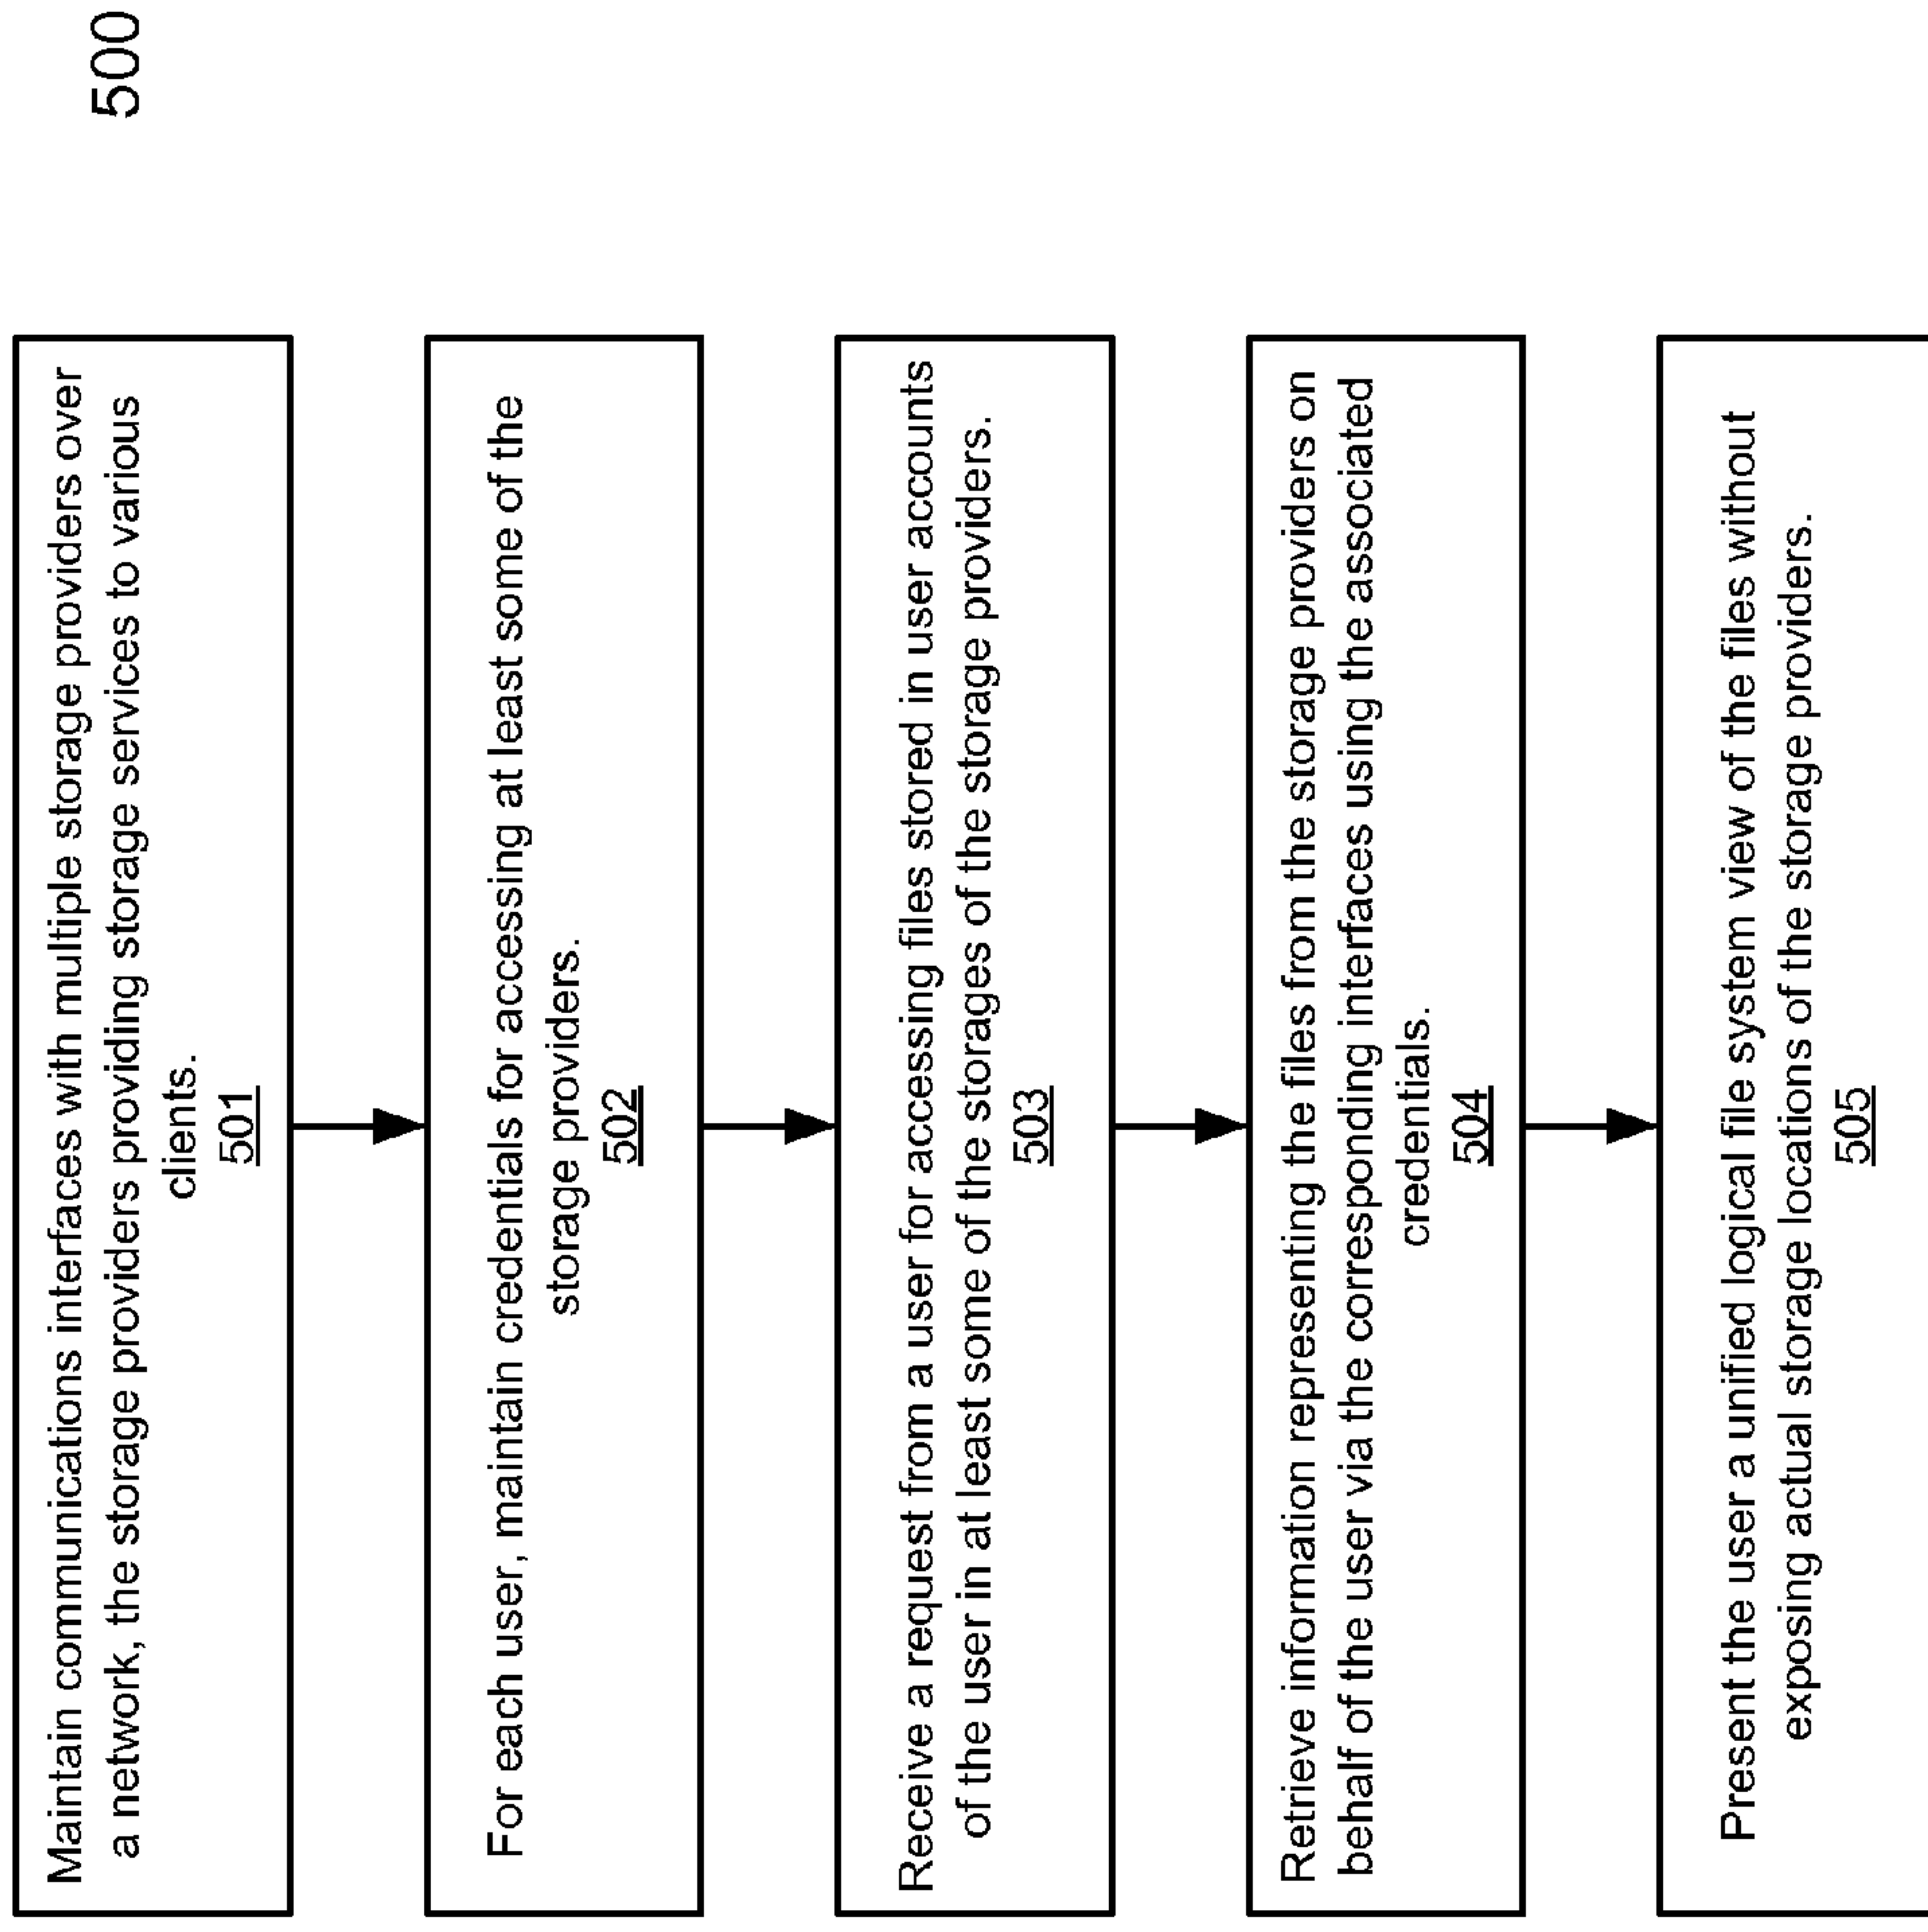 500
Maintain communications interfaces with multiple storage providers over
a network, the storage providers providing storage services to various
clients.
501
For each user, maintain credentials for accessing at least some of the
storage providers.
502
Receive a request from a user for accessing files stored in user accounts
of the user in at least some of the storages of the storage providers.
503
Retrieve information representing the files from the storage providers on
behalf of the user via the corresponding interfaces using the associated
credentials.
504
Present the user a unified logical file system view of the files without
exposing actual storage locations of the storage providers.
505